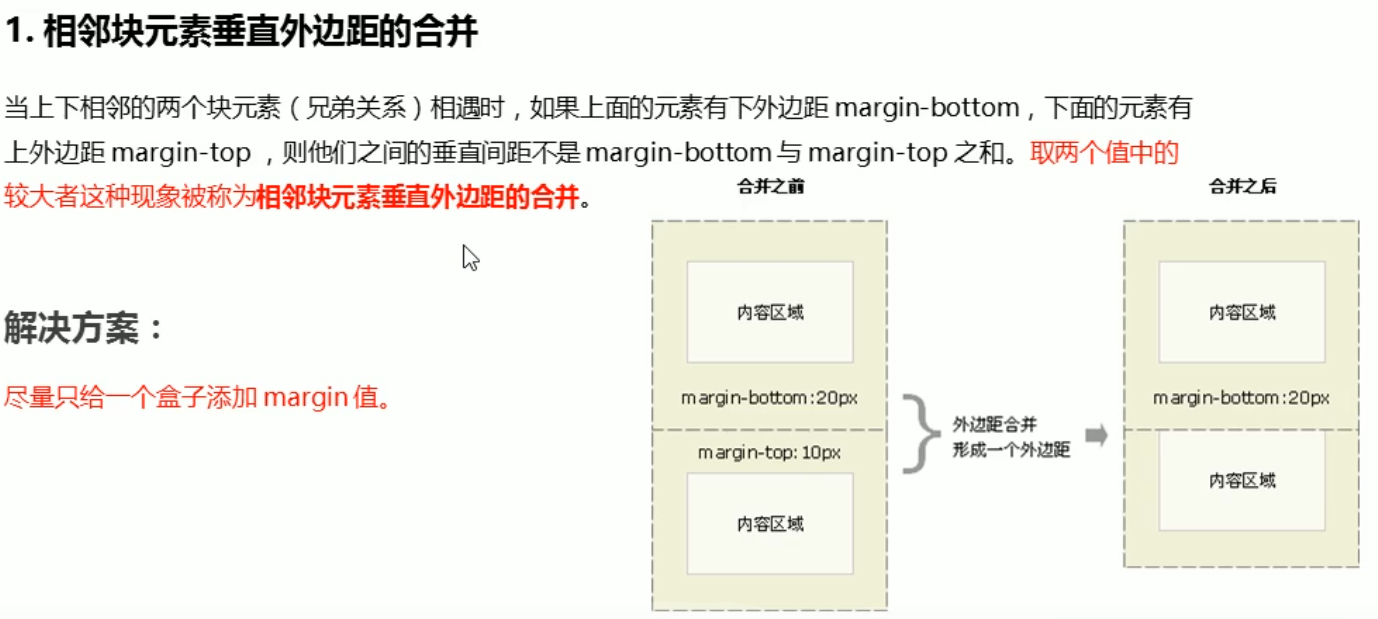 1. 相邻块元素垂直外边距的合并
当上下相邻的两个块元素（兄弟关系）相遇时，如果上面的元素有下外边距 margin-bottom，下面的元素有
上外边距 margin-top ，则他们之间的垂直间距不是 margin-bottom 与 margin-top 之和。取两个值中的
较大者这种现象被称为相邻块元素垂直外边距的合并。
解决方案：
尽量只给一个盒子添加 margin 值。
合并之前
内容区域
margin-bottom:20px
margin-top: 10px
内容区域
外边距合并
形成一个外边距
合并之后
内容区域
margin-bottom:20px
内容区域